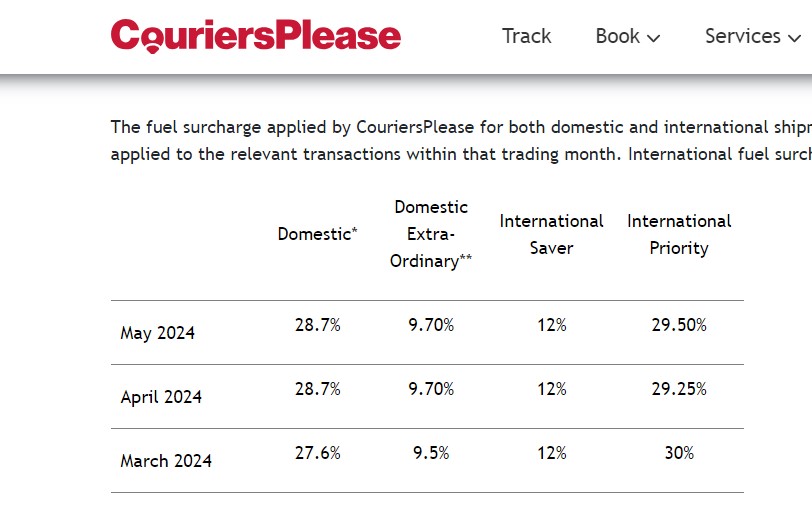 CouriersPlease
Track Book Services
The fuel surcharge applied by CouriersPlease for both domestic and international
applied to the relevant transactions within that trading month. International fuel
Domestic* Domestic Extra-Ordinary** International Saver International Priority
May 2024 28.7% 9.70% 12% 29.50%
April 2024 28.7% 9.70% 12% 29.25%
March 2024 27.6% 9.5% 12% 30%